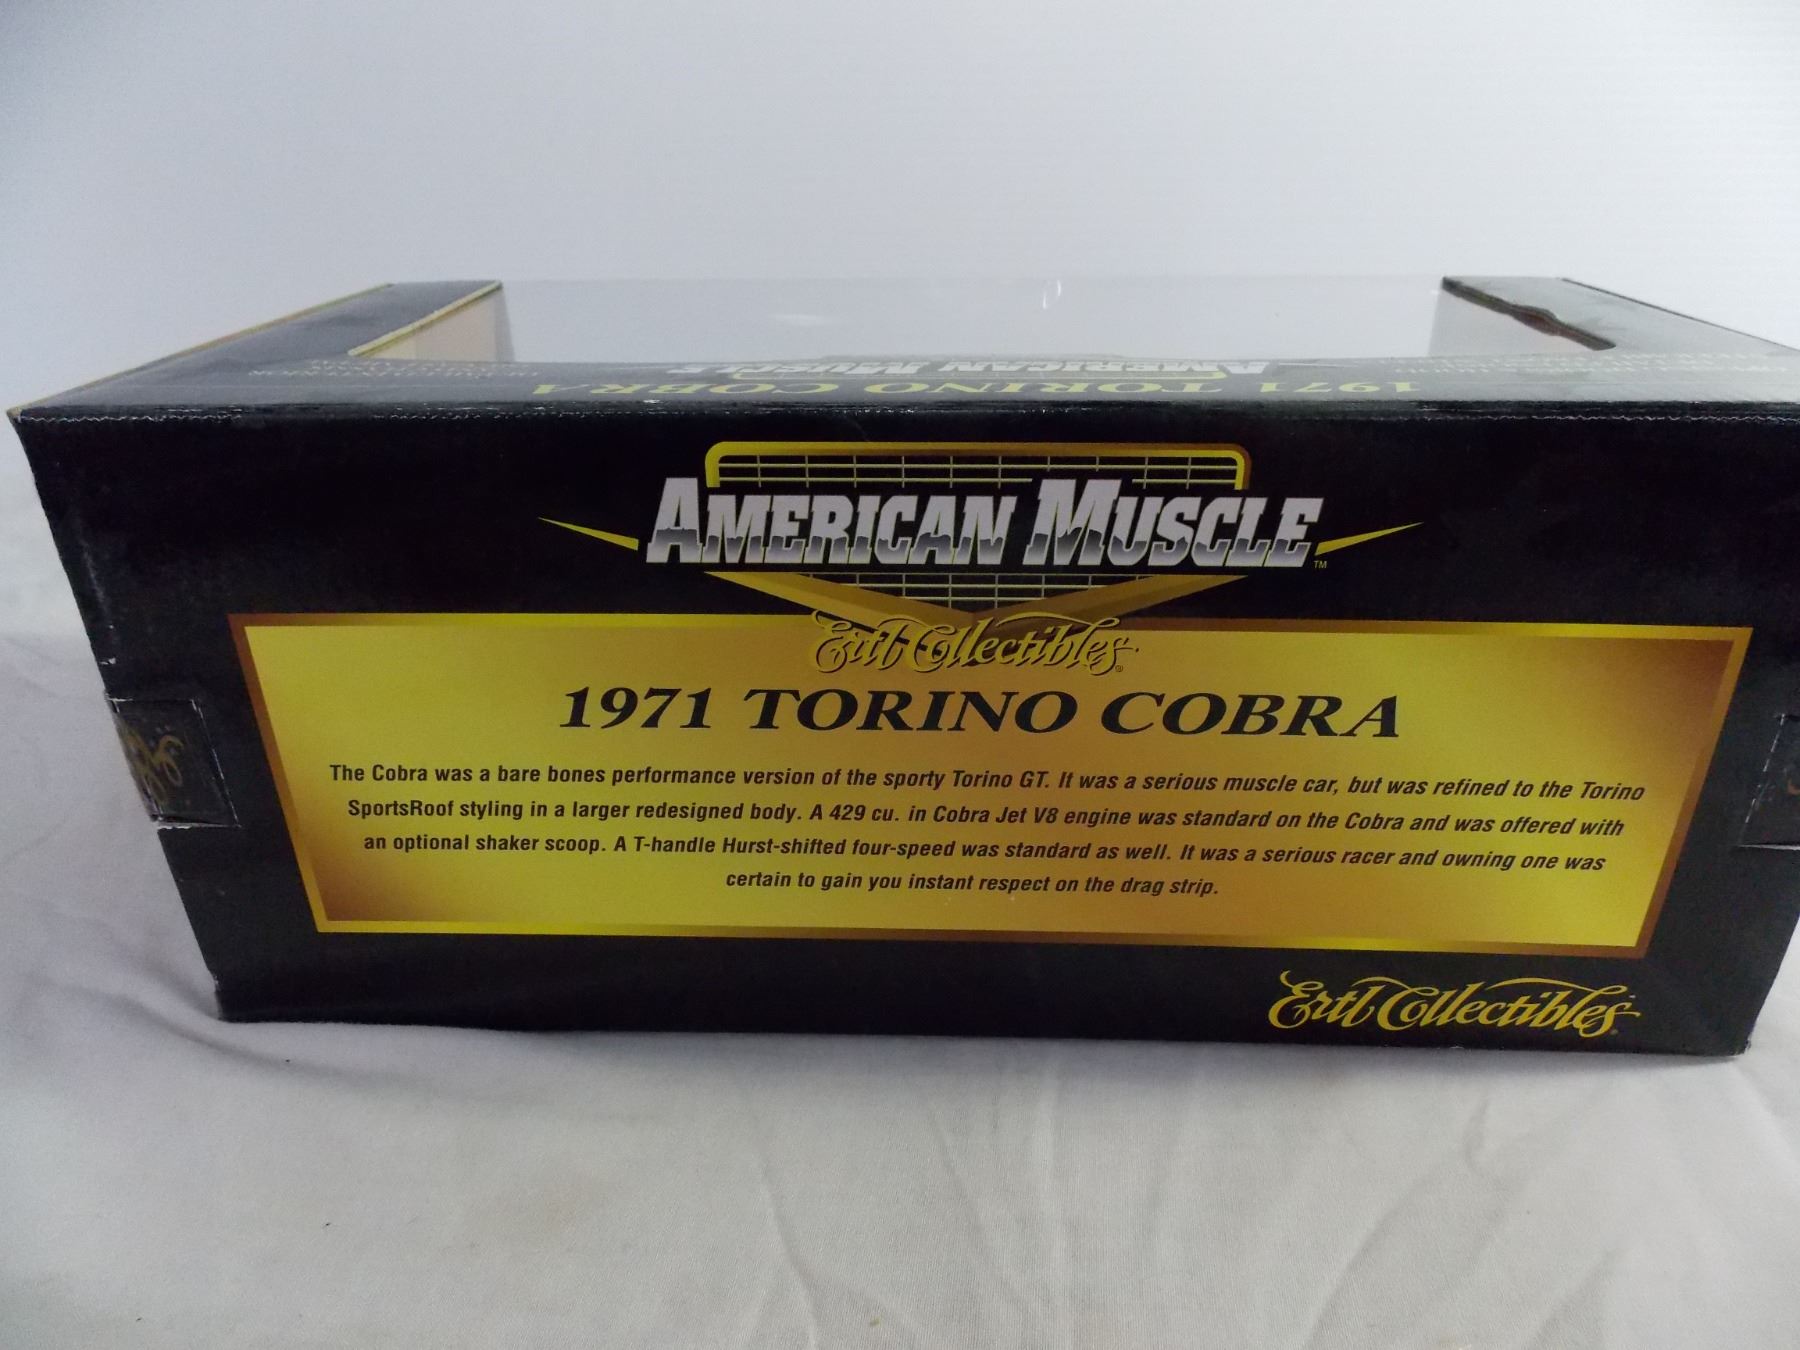 AMERICAN MUSCLE
1971 TORINO COBRA
AMERICAN MUSCLE™
Ertl Collectibles®
1971 TORINO COBRA
The Cobra was a bare bones performance version of the sporty Torino GT. It was a serious muscle car, but was refined to the Torino
SportsRoof styling in a larger redesigned body. A 429 cu. in Cobra Jet V8 engine was standard on the Cobra and was offered with
an optional shaker scoop. A T-handle Hurst-shifted four-speed was standard as well. It was a serious racer and owning one was
certain to gain you instant respect on the drag strip.
Ertl Collectibles®